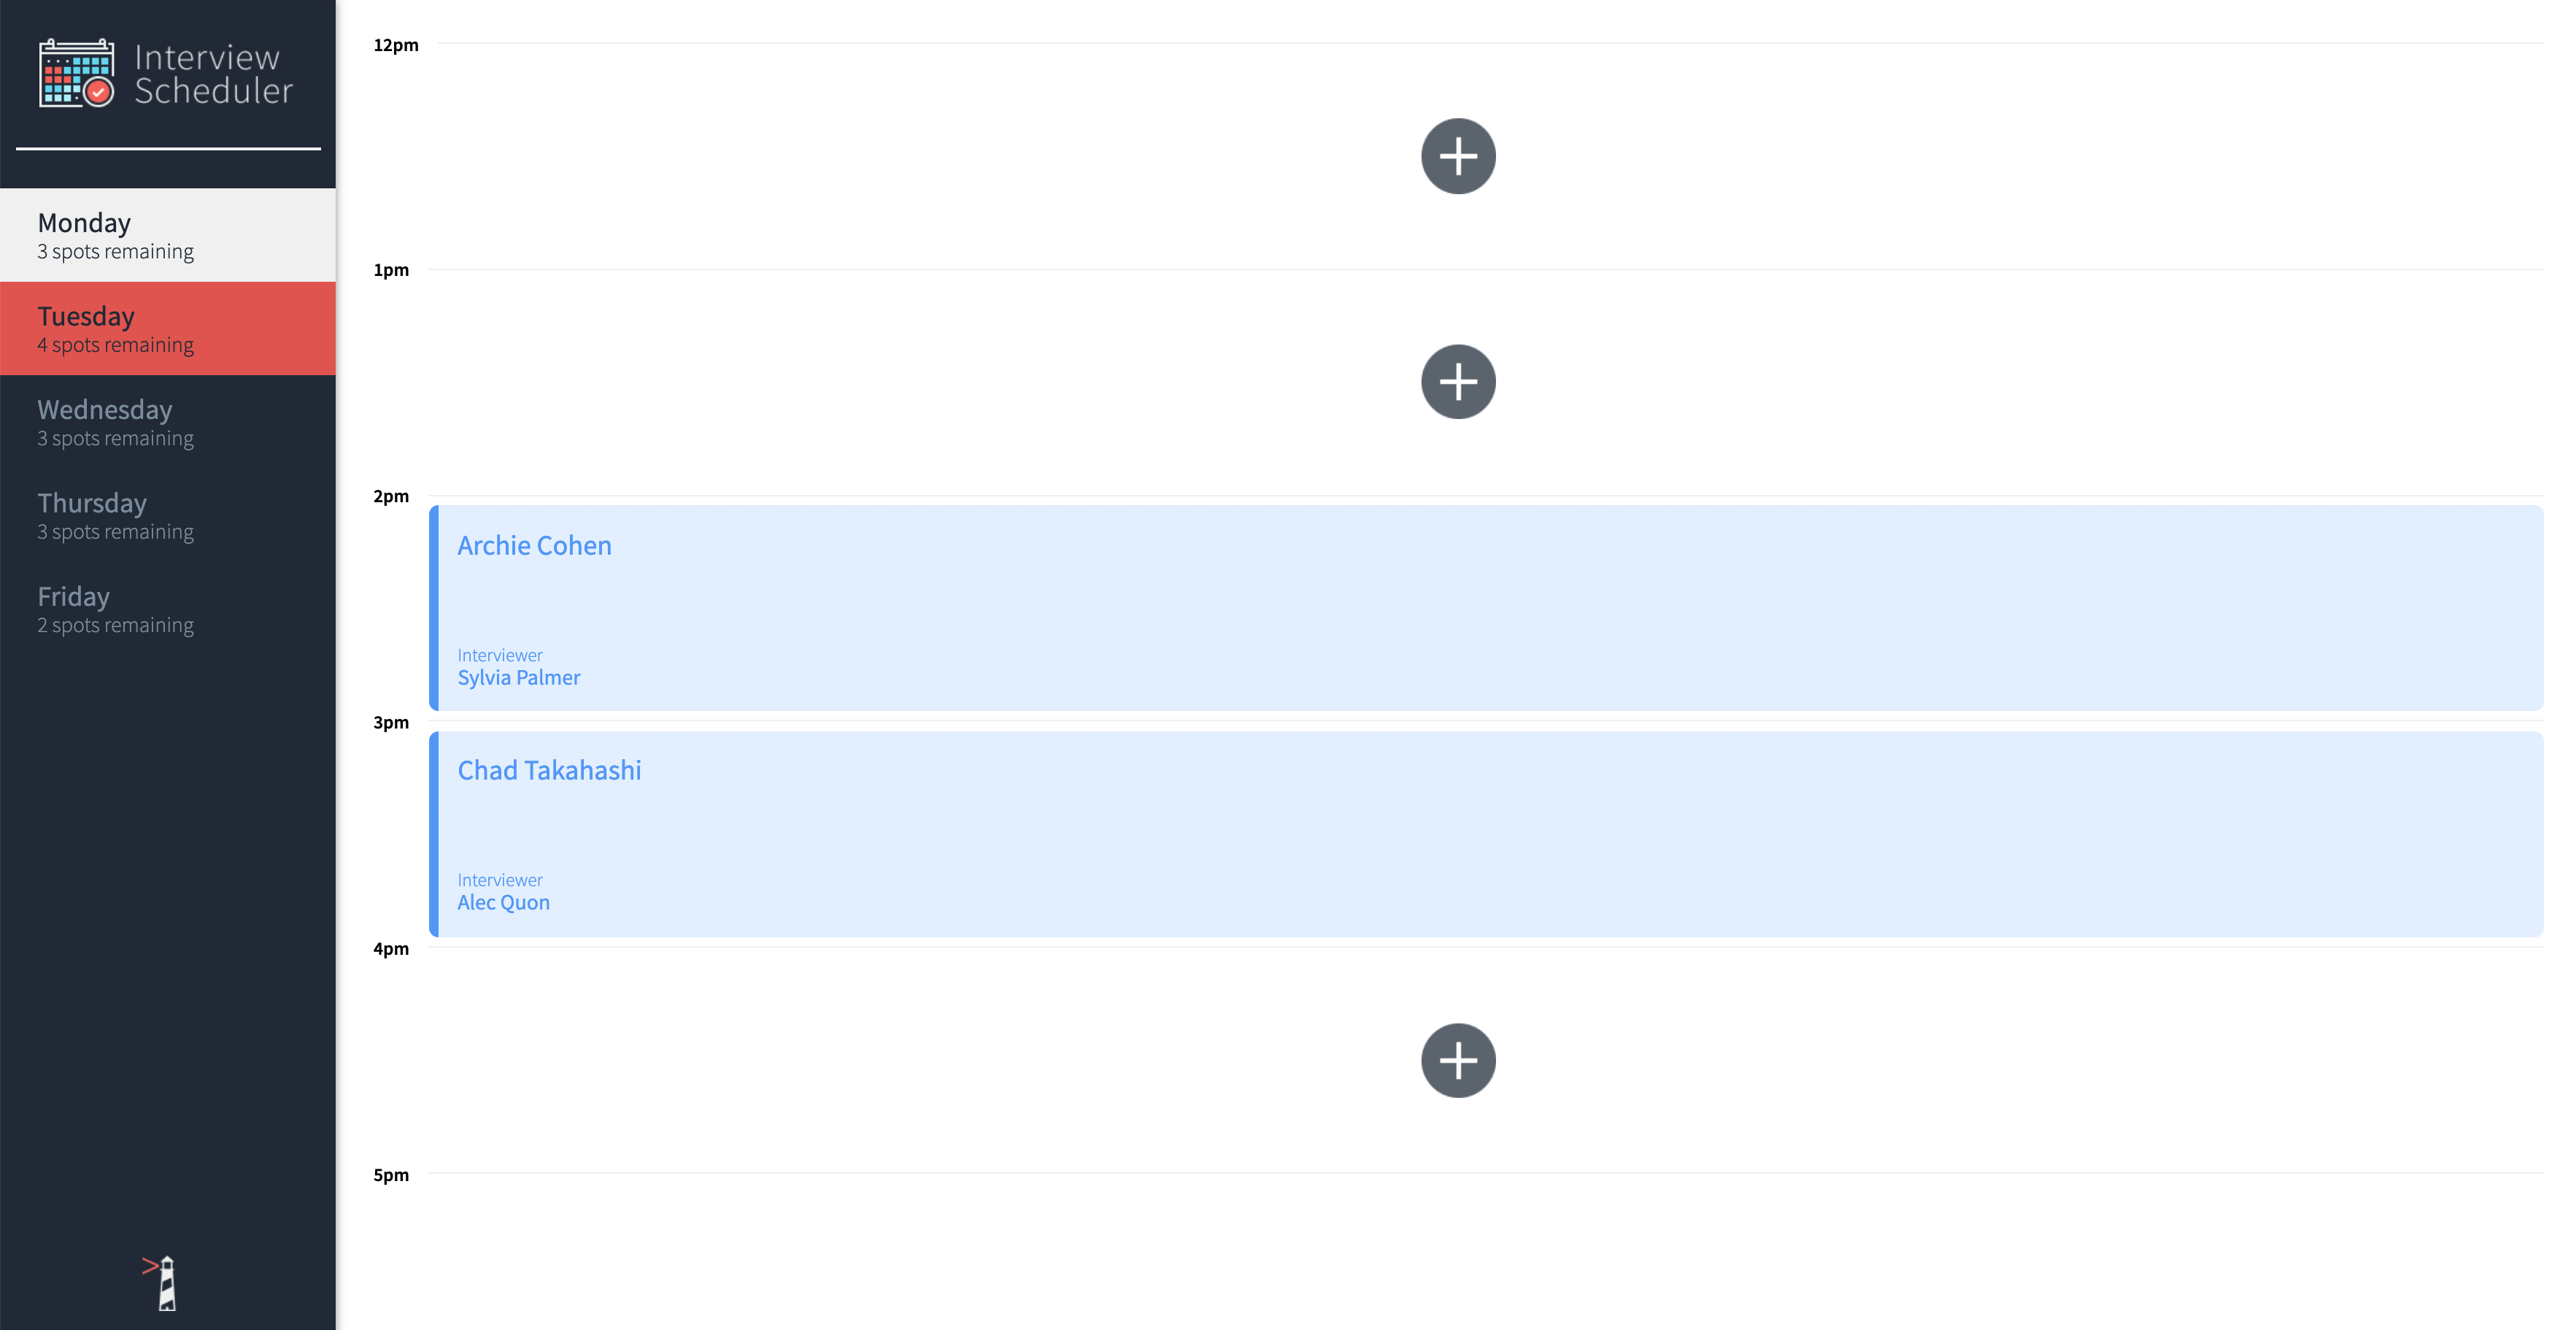 Interview
Scheduler
Monday
3 spots remaining
Tuesday
4 spots remaining
Wednesday
3 spots remaining
Thursday
3 spots remaining
Friday
2 spots remaining
12pm
1pm
2pm
Archie Cohen
Interviewer
Sylvia Palmer
3pm
Chad Takahashi
Interviewer
Alec Quon
4pm
5pm